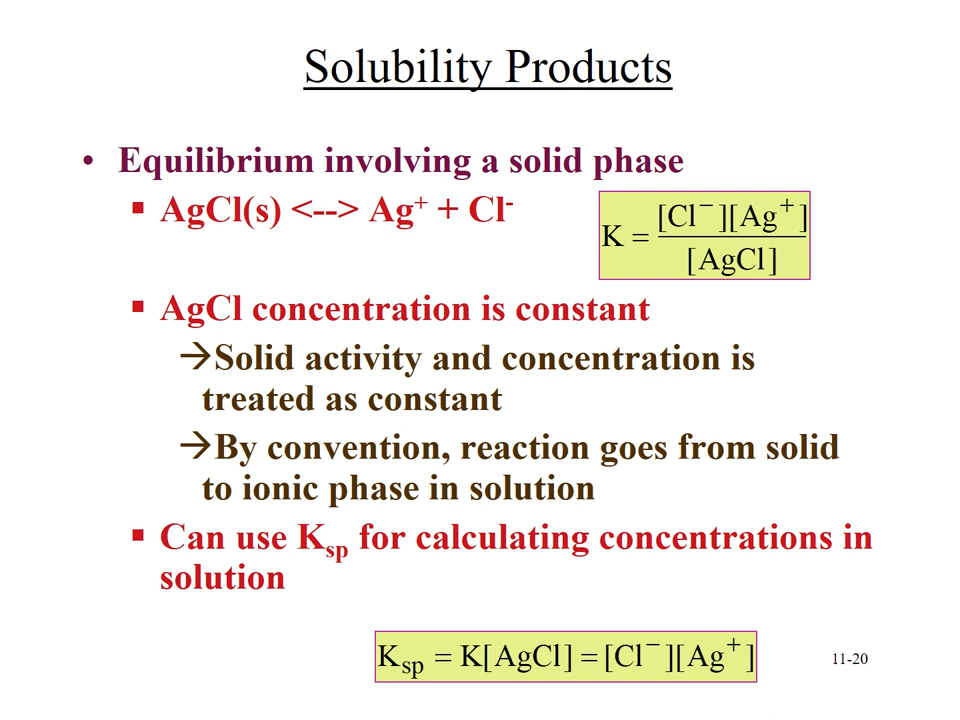 Solubility Products
• Equilibrium involving a solid phase
▪ AgCl(s) <--> Ag⁺ + Cl⁻
K = [Cl⁻][Ag⁺] / [AgCl]
▪ AgCl concentration is constant
→Solid activity and concentration is
treated as constant
→By convention, reaction goes from solid
to ionic phase in solution
▪ Can use Ksp for calculating concentrations in
solution
Ksp = K[AgCl] = [Cl⁻][Ag⁺]
11-20